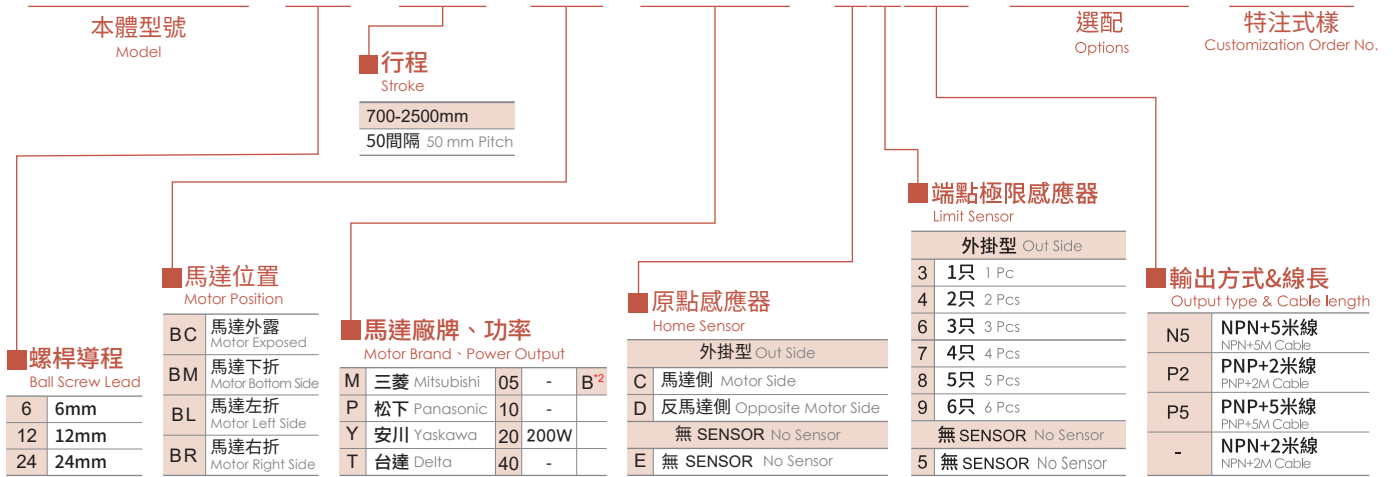 本體型號
Model
選配
Options
特注式樣
Customization Order No.
行程
Stroke
700-2500mm
50間隔 50 mm Pitch
螺桿導程
Ball Screw Lead
6 6mm
12 12mm
24 24mm
馬達位置
Motor Position
BC 馬達外露
Motor Exposed
BM 馬達下折
Motor Bottom Side
BL 馬達左折
Motor Left Side
BR 馬達右折
Motor Right Side
馬達廠牌、功率
Motor Brand、Power Output
M 三菱 Mitsubishi 05 - B*2
P 松下 Panasonic 10 -
Y 安川 Yaskawa 20 200W
T 台達 Delta 40 -
原點感應器
Home Sensor
外掛型 Out Side
C 馬達側 Motor Side
D 反馬達側 Opposite Motor Side
無 SENSOR No Sensor
E 無 SENSOR No Sensor
端點極限感應器
Limit Sensor
外掛型 Out Side
3 1只 1 Pc
4 2只 2 Pcs
6 3只 3 Pcs
7 4只 4 Pcs
8 5只 5 Pcs
9 6只 6 Pcs
無 SENSOR No Sensor
5 無 SENSOR No Sensor
輸出方式&線長
Output type & Cable length
N5 NPN+5米線
NPN+5M Cable
P2 PNP+2米線
PNP+2M Cable
P5 PNP+5米線
PNP+5M Cable
- NPN+2米線
NPN+2M Cable